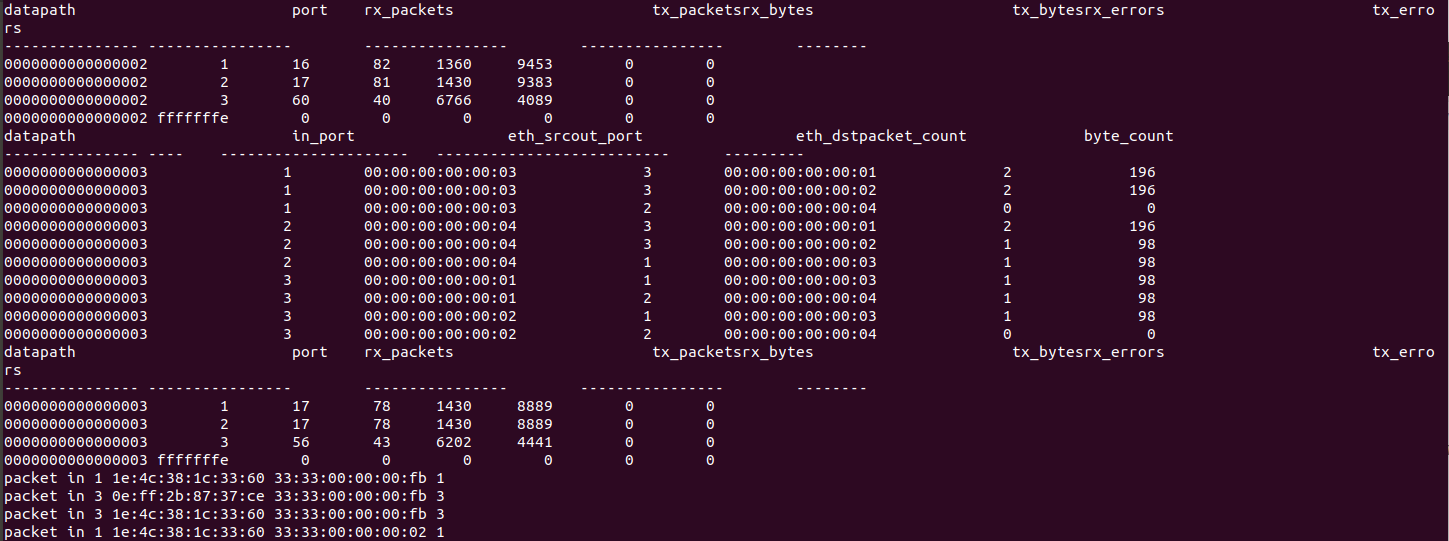 datapath port rx_packets tx_packetsrx_bytes tx_bytesrx_errors tx_erro
rs
--------------- ---------------- ---------------- ---------------- --------
0000000000000002 1 16 82 1360 9453 0 0
0000000000000002 2 17 81 1430 9383 0 0
0000000000000002 3 60 40 6766 4089 0 0
0000000000000002 fffffffe 0 0 0 0 0 0
datapath in_port eth_srcout_port eth_dstpacket_count byte_count
--------------- ---- --------------------- -------------------------- ---------
0000000000000003 1 00:00:00:00:00:03 3 00:00:00:00:00:01 2 196
0000000000000003 1 00:00:00:00:00:03 3 00:00:00:00:00:02 2 196
0000000000000003 1 00:00:00:00:00:03 2 00:00:00:00:00:04 0 0
0000000000000003 2 00:00:00:00:00:04 3 00:00:00:00:00:01 2 196
0000000000000003 2 00:00:00:00:00:04 3 00:00:00:00:00:02 1 98
0000000000000003 2 00:00:00:00:00:04 1 00:00:00:00:00:03 1 98
0000000000000003 3 00:00:00:00:00:01 1 00:00:00:00:00:03 1 98
0000000000000003 3 00:00:00:00:00:01 2 00:00:00:00:00:04 1 98
0000000000000003 3 00:00:00:00:00:02 1 00:00:00:00:00:03 1 98
0000000000000003 3 00:00:00:00:00:02 2 00:00:00:00:00:04 0 0
datapath port rx_packets tx_packetsrx_bytes tx_bytesrx_errors tx_erro
rs
--------------- ---------------- ---------------- ---------------- --------
0000000000000003 1 17 78 1430 8889 0 0
0000000000000003 2 17 78 1430 8889 0 0
0000000000000003 3 56 43 6202 4441 0 0
0000000000000003 fffffffe 0 0 0 0 0 0
packet in 1 1e:4c:38:1c:33:60 33:33:00:00:00:fb 1
packet in 3 0e:ff:2b:87:37:ce 33:33:00:00:00:fb 3
packet in 3 1e:4c:38:1c:33:60 33:33:00:00:00:fb 3
packet in 1 1e:4c:38:1c:33:60 33:33:00:00:00:02 1